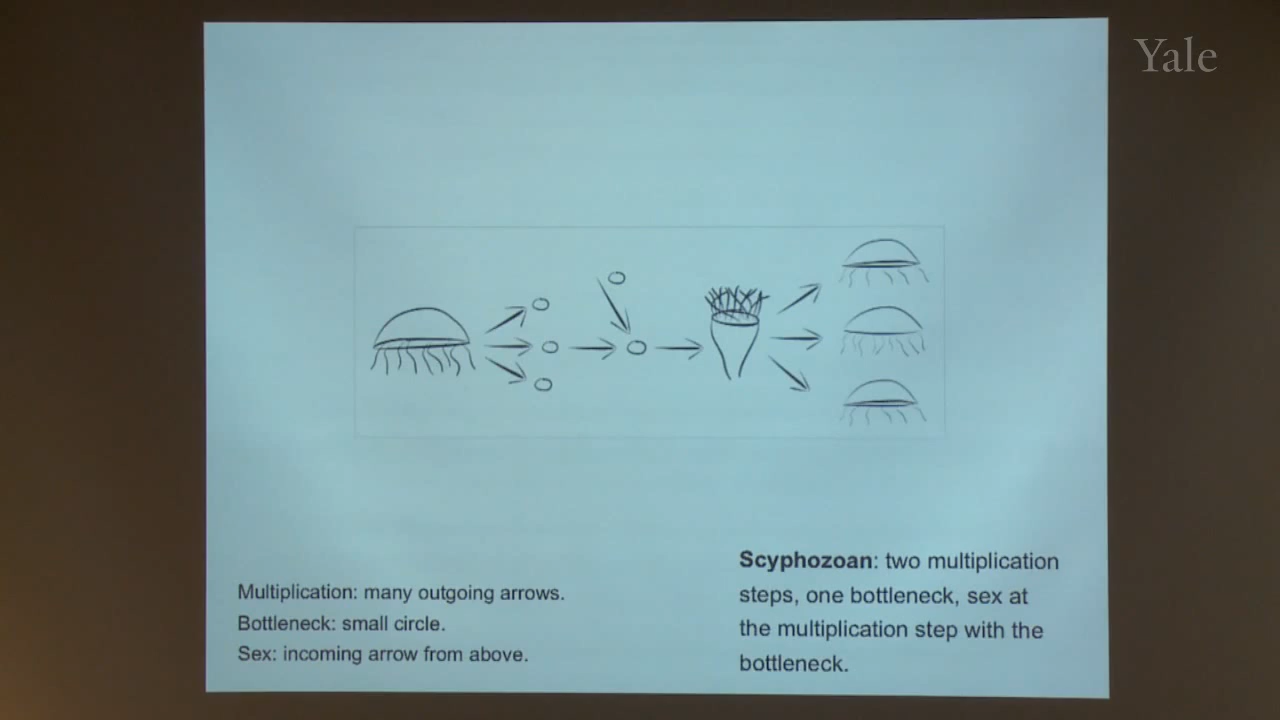 Yale
Multiplication: many outgoing arrows.
Bottleneck: small circle.
Sex: incoming arrow from above.
Scyphozoan: two multiplication
steps, one bottleneck, sex at
the multiplication step with the
bottleneck.